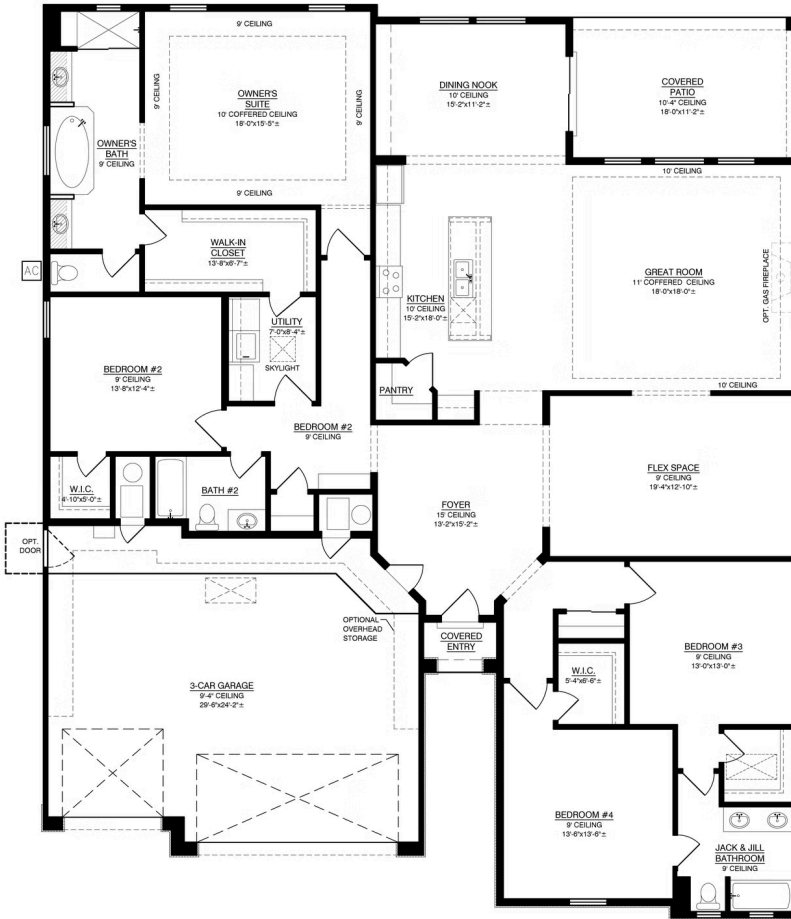 9' CEILING
OWNER'S
SUITE
10' COFFERED CEILING
18'-0"x15'-5"±
9' CEILING
9' CEILING
9' CEILING
DINING NOOK
10' CEILING
15'-2"x11'-2"±
COVERED
PATIO
10'-4" CEILING
18'-0"x11'-2"±
OWNER'S
BATH
9' CEILING
10' CEILING
WALK-IN
CLOSET
13'-8"x6'-7"±
AC
KITCHEN
10' CEILING
15'-2"x18'-0"±
GREAT ROOM
11' COFFERED CEILING
18'-0"x18'-0"±
OPT. GAS FIREPLACE
UTILITY
7'-0"x8'-4"±
SKYLIGHT
BEDROOM #2
9' CEILING
13'-8"x12'-4"±
10' CEILING
PANTRY
BEDROOM #2
9' CEILING
W.I.C.
4'-10"x5'-0"±
BATH #2
FOYER
15' CEILING
13'-2"x15'-2"±
FLEX SPACE
9' CEILING
19'-4"x12'-10"±
OPT.
DOOR
OPTIONAL
OVERHEAD
STORAGE
COVERED
ENTRY
3-CAR GARAGE
9'-4" CEILING
29'-6"x24'-2"±
W.I.C.
5'-4"x6'-6"±
BEDROOM #3
9' CEILING
13'-0"x13'-0"±
BEDROOM #4
9' CEILING
13'-6"x13'-6"±
JACK & JILL
BATHROOM
9' CEILING